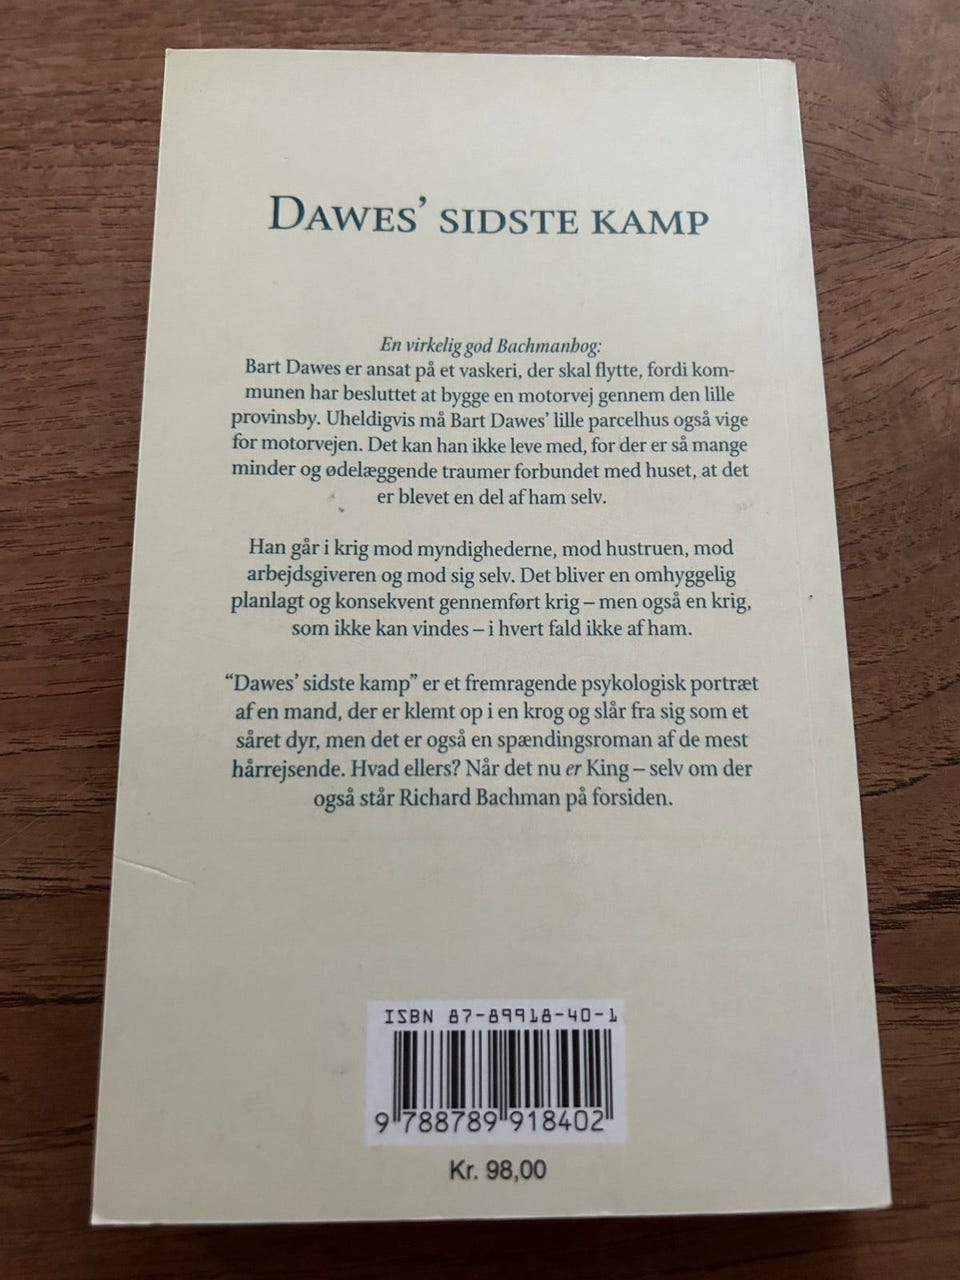 DAWES' SIDSTE KAMP
En virkelig god Bachmanbog:
Bart Dawes er ansat på et vaskeri, der skal flytte, fordi kom-
munen har besluttet at bygge en motorvej gennem den lille
provinsby. Uheldigvis må Bart Dawes' lille parcelhus også vige
for motorvejen. Det kan han ikke leve med, for der er så mange
minder og ødelæggende traumer forbundet med huset, at det
er blevet en del af ham selv.
Han går i krig mod myndighederne, mod hustruen, mod
arbejdsgiveren og mod sig selv. Det bliver en omhyggelig
planlagt og konsekvent gennemført krig – men også en krig,
som ikke kan vindes – i hvert fald ikke af ham.
“Dawes' sidste kamp” er et fremragende psykologisk portræt
af en mand, der er klemt op i en krog og slår fra sig som et
såret dyr, men det er også en spændingsroman af de mest
hårrejsende. Hvad ellers? Når det nu er King – selv om der
også står Richard Bachman på forsiden.
ISBN 87-89918-40-1
9 788789 918402
Kr. 98,00